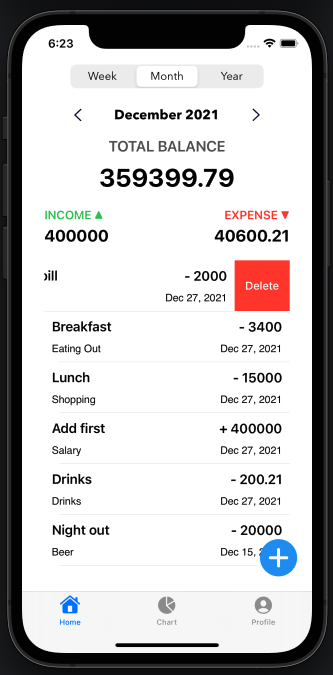 6:23
Week Month Year
December 2021
TOTAL BALANCE
359399.79
INCOME EXPENSE
400000 40600.21
- 2000 Delete
Dec 27, 2021
Breakfast - 3400
Eating Out Dec 27, 2021
Lunch - 15000
Shopping Dec 27, 2021
Add first + 400000
Salary Dec 27, 2021
Drinks - 200.21
Drinks Dec 27, 2021
Night out - 20000
Beer Dec 15,
Home Chart Profile